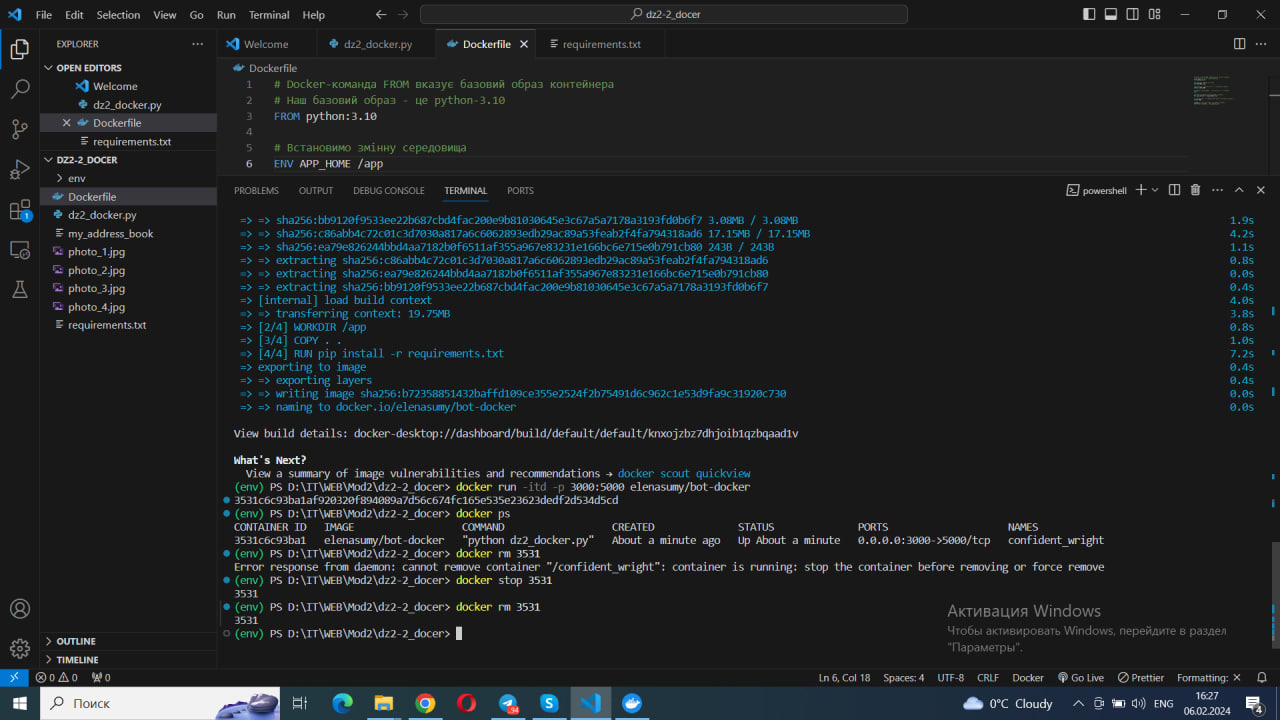 File Edit Selection View Go Run Terminal Help
dz2-2_docer
EXPLORER
OPEN EDITORS
Welcome
dz2_docker.py
Dockerfile
requirements.txt
DZ2-2_DOCER
env
Dockerfile
dz2_docker.py
my_address_book
photo_1.jpg
photo_2.jpg
photo_3.jpg
photo_4.jpg
requirements.txt
OUTLINE
TIMELINE
1
Welcome dz2_docker.py Dockerfile requirements.txt
Dockerfile
1 # Docker-команда FROM вказує базовий образ контейнера
2 # Наш базовий образ - це python-3.10
3 FROM python:3.10
4
5 # Встановимо змінну середовища
6 ENV APP_HOME /app
PROBLEMS OUTPUT DEBUG CONSOLE TERMINAL PORTS powershell
=> => sha256:bb9120f9533ee22b687cbd4fac200e9b81030645e3c67a5a7178a3193fd0b6f7 3.08MB / 3.08MB 1.9s
=> => sha256:c86abb4c72c01c3d7030a817a6c6062893edb29ac89a53feab2f4fa794318ad6 17.15MB / 17.15MB 4.2s
=> => sha256:ea79e826244bbd4aa7182b0f6511af355a967e83231e166bc6e715e0b791cb80 243B / 243B 1.1s
=> => extracting sha256:c86abb4c72c01c3d7030a817a6c6062893edb29ac89a53feab2f4fa794318ad6 0.8s
=> => extracting sha256:ea79e826244bbd4aa7182b0f6511af355a967e83231e166bc6e715e0b791cb80 0.0s
=> => extracting sha256:bb9120f9533ee22b687cbd4fac200e9b81030645e3c67a5a7178a3193fd0b6f7 0.4s
=> [internal] load build context 4.0s
=> => transferring context: 19.75MB 3.8s
=> [2/4] WORKDIR /app 0.8s
=> [3/4] COPY . . 1.0s
=> [4/4] RUN pip install -r requirements.txt 7.2s
=> exporting to image 0.4s
=> => exporting layers 0.4s
=> => writing image sha256:b72358851432baffd109ce355e2524f2b75491d6c962c1e53d9fa9c31920c730 0.0s
=> => naming to docker.io/elenasumy/bot-docker 0.0s
View build details: docker-desktop://dashboard/build/default/default/knxojzbz7dhjoib1qzbqaad1v
What's Next?
View a summary of image vulnerabilities and recommendations → docker scout quickview
(env) PS D:\IT\WEB\Mod2\dz2-2_docer> docker run -itd -p 3000:5000 elenasumy/bot-docker
3531c6c93ba1af920320f894089a7d56c674fc165e535e23623dedf2d534d5cd
(env) PS D:\IT\WEB\Mod2\dz2-2_docer> docker ps
CONTAINER ID IMAGE COMMAND CREATED STATUS PORTS NAMES
3531c6c93ba1 elenasumy/bot-docker "python dz2_docker.py" About a minute ago Up About a minute 0.0.0.0:3000->5000/tcp confident_wright
(env) PS D:\IT\WEB\Mod2\dz2-2_docer> docker rm 3531
Error response from daemon: cannot remove container "/confident_wright": container is running: stop the container before removing or force remove
(env) PS D:\IT\WEB\Mod2\dz2-2_docer> docker stop 3531
3531
(env) PS D:\IT\WEB\Mod2\dz2-2_docer> docker rm 3531
3531
(env) PS D:\IT\WEB\Mod2\dz2-2_docer>
Активация Windows
Чтобы активировать Windows, перейдите в раздел
"Параметры".
0 0 0 Ln 6, Col 18 Spaces: 4 UTF-8 CRLF Docker Go Live Prettier Formatting:
Поиск
94
0°C Cloudy
ENG
16:27
06.02.2024
4